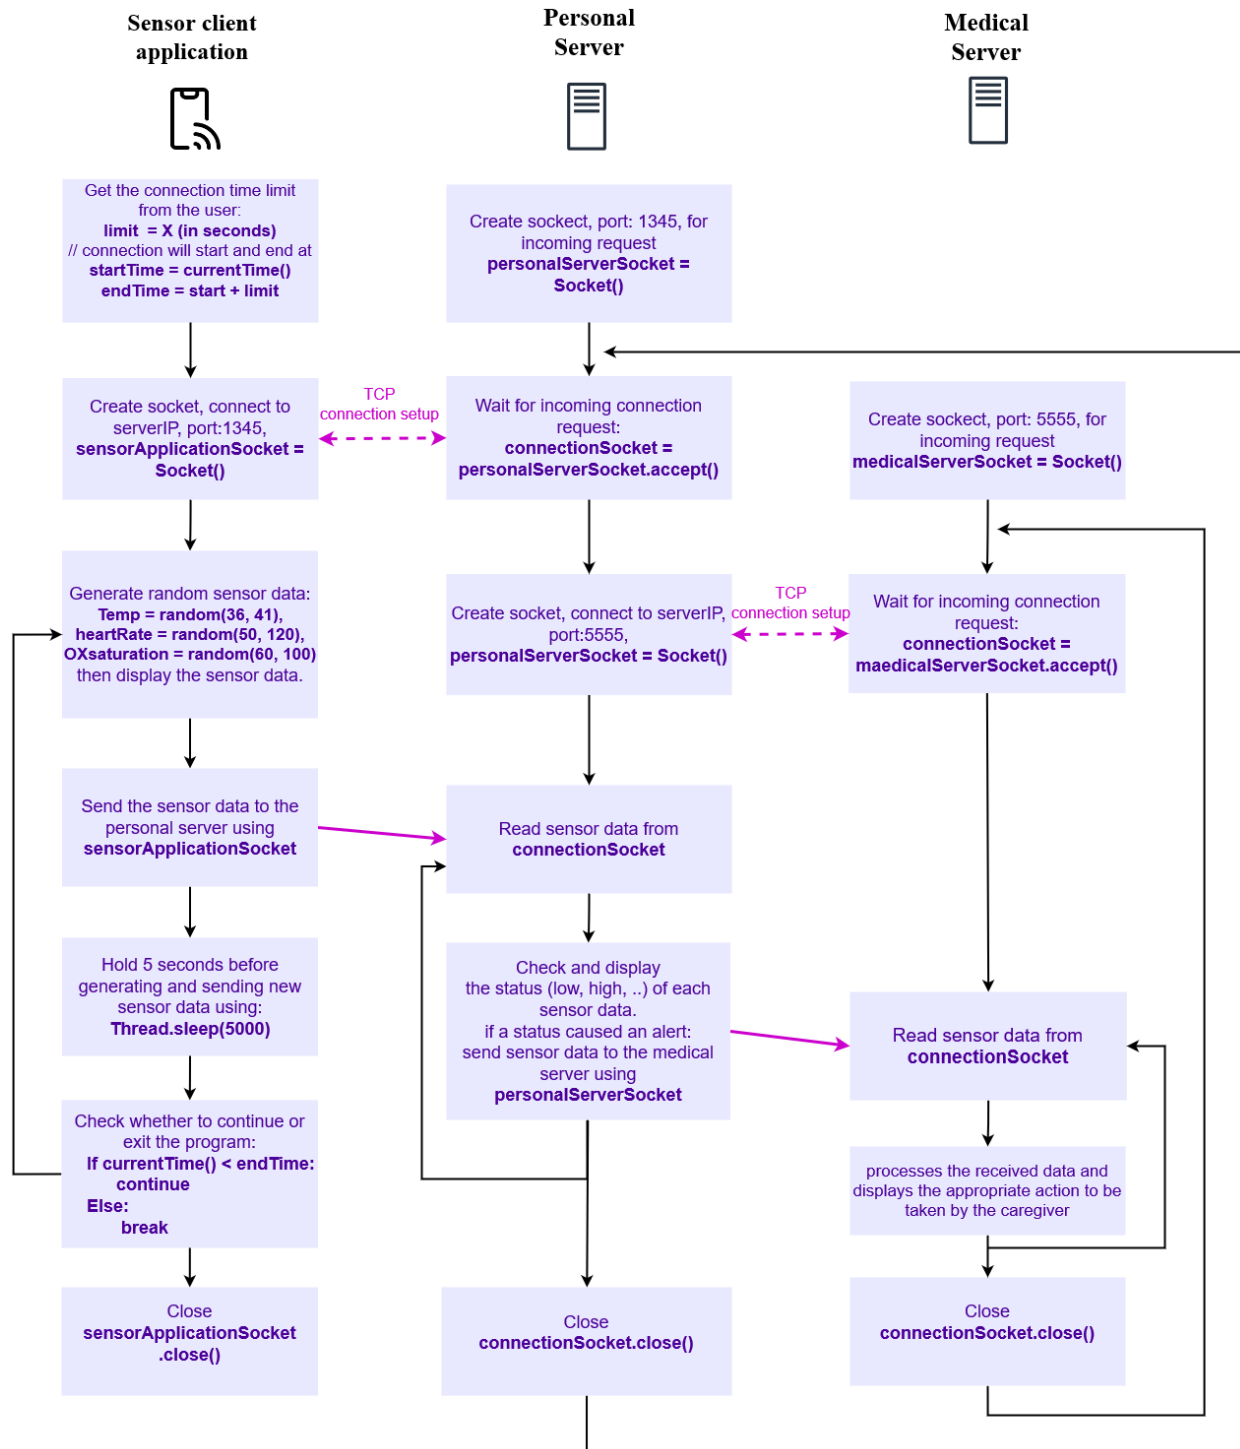 Sensor client
application
Personal
Server
Medical
Server
Get the connection time limit
from the user:
limit = X (in seconds)
// connection will start and end at
startTime = currentTime()
endTime = start + limit
Create sockect, port: 1345, for
incoming request
personalServerSocket =
Socket()
Create socket, connect to
serverIP, port:1345,
sensorApplicationSocket =
Socket()
TCP
connection setup
Wait for incoming connection
request:
connectionSocket =
personalServerSocket.accept()
Create sockect, port: 5555, for
incoming request
medicalServerSocket = Socket()
Generate random sensor data:
Temp = random(36, 41),
heartRate = random(50, 120),
OXsaturation = random(60, 100)
then display the sensor data.
Create socket, connect to serverIP,
port:5555,
personalServerSocket = Socket()
TCP
connection setup
Wait for incoming connection
request:
connectionSocket =
maedicalServerSocket.accept()
Send the sensor data to the
personal server using
sensorApplicationSocket
Read sensor data from
connectionSocket
Hold 5 seconds before
generating and sending new
sensor data using:
Thread.sleep(5000)
Check and display
the status (low, high, ..) of each
sensor data.
if a status caused an alert:
send sensor data to the medical
server using
personalServerSocket
Read sensor data from
connectionSocket
Check whether to continue or
exit the program:
If currentTime() < endTime:
continue
Else:
break
processes the received data and
displays the appropriate action to be
taken by the caregiver
Close
sensorApplicationSocket
.close()
Close
connectionSocket.close()
Close
connectionSocket.close()